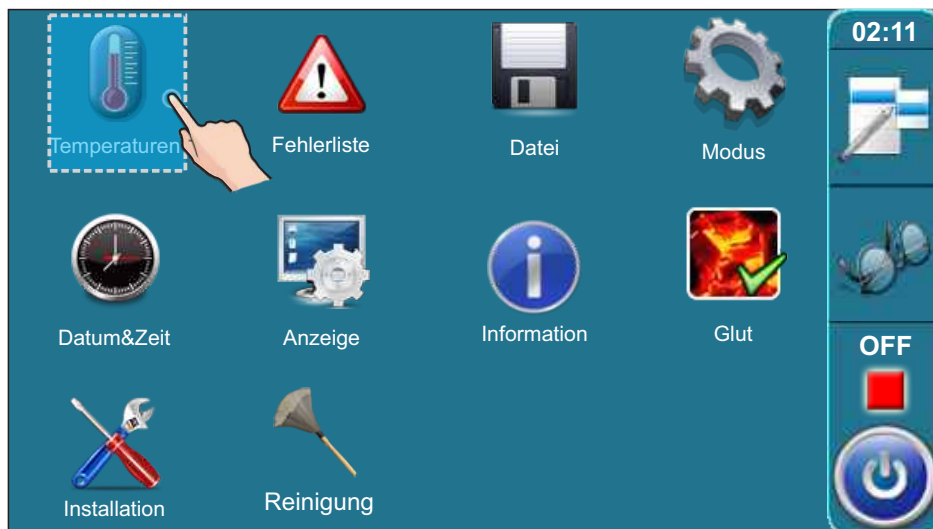 02:11
Temperaturen
Fehlerliste
Datei
Modus
Datum&Zeit
Anzeige
Information
Glut
OFF
Installation
Reinigung